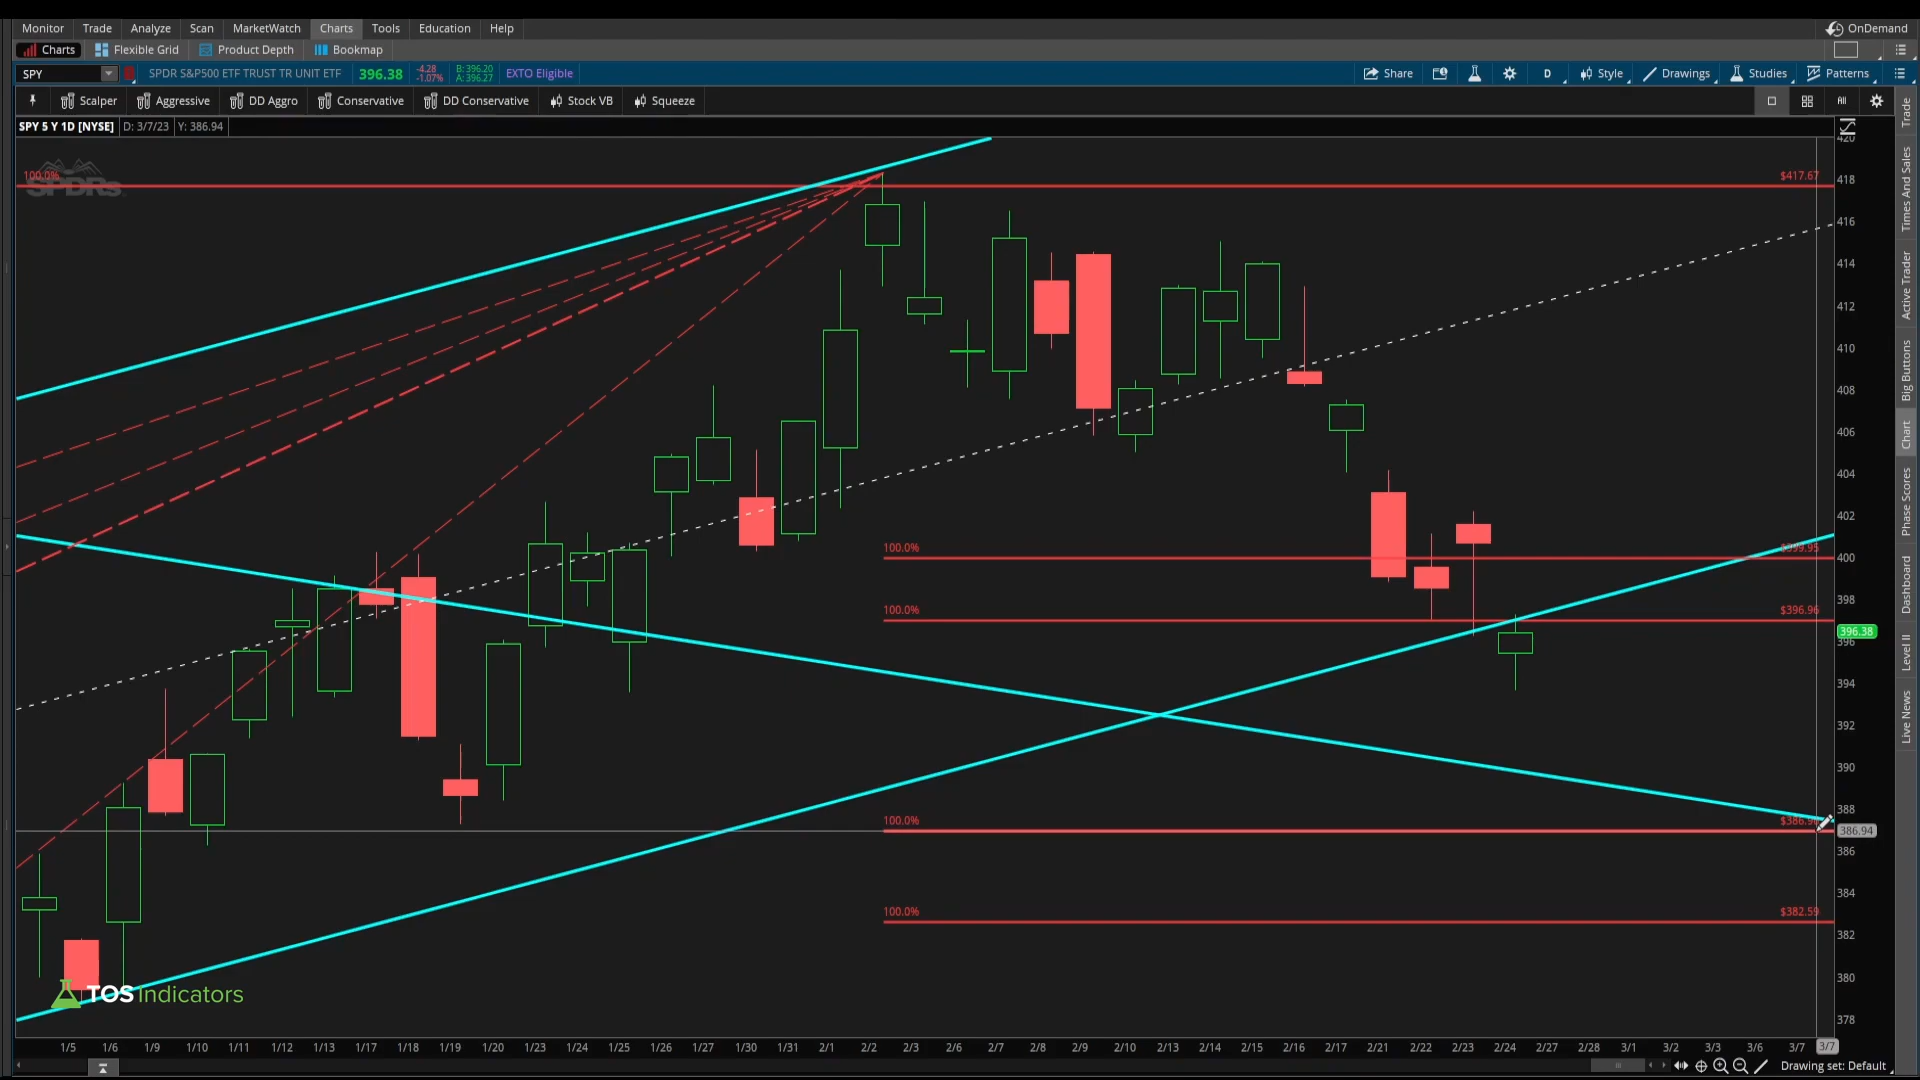 Monitor Trade Analyze Scan MarketWatch Charts Tools Education Help OnDemand
Charts Flexible Grid Product Depth Bookmap
SPY SPDR S&P500 ETF TRUST TR UNIT ETF 396.38 -4.28 -1.07% B: 396.20 A: 396.27 EXTO Eligible Share D Style Drawings Studies Patterns
Scalper Aggressive DD Aggro Conservative DD Conservative Stock VB Squeeze All
SPY 5 Y 1D [NYSE] D: 3/7/23 Y: 386.94
420
100.0% $417.67
SPDRs
418
416
414
412
410
408
406
404
402
100.0% $399.95
400
398
100.0% $396.96
396.38
396
394
392
390
388
100.0%
386.94
386
384
100.0% $382.59
382
380
378
TOS Indicators
1/5 1/6 1/9 1/10 1/11 1/12 1/13 1/17 1/18 1/19 1/20 1/23 1/24 1/25 1/26 1/27 1/30 1/31 2/1 2/2 2/3 2/6 2/7 2/8 2/9 2/10 2/13 2/14 2/15 2/16 2/17 2/21 2/22 2/23 2/24 2/27 2/28 3/1 3/2 3/3 3/6 3/7 3/7
Drawing set: Default
Trade
Times And Sales
Active Trader
Big Buttons
Chart
Phase Scores
Dashboard
Level II
Live News